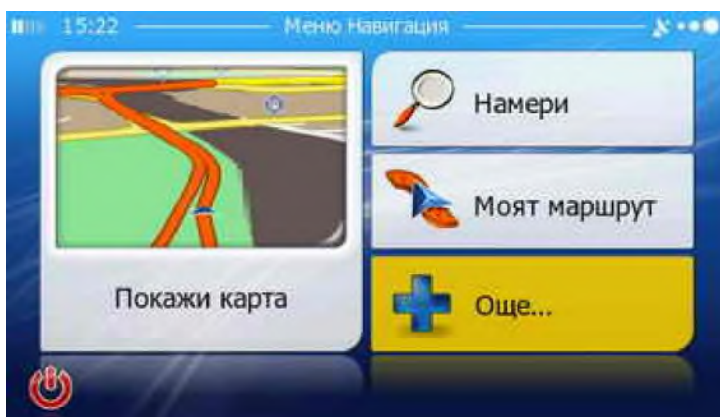 15:22 Меню Навигация
Намери
Моят маршрут
Покажи карта
Още...